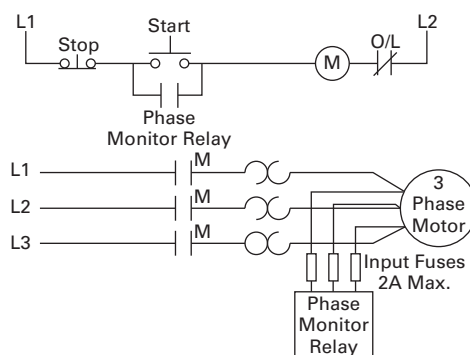 L1
L2
Stop
Start
O/L
M
Phase
Monitor Relay
L1
M
L2
M
L3
M
3
Phase
Motor
Input Fuses
2A Max.
Phase
Monitor
Relay